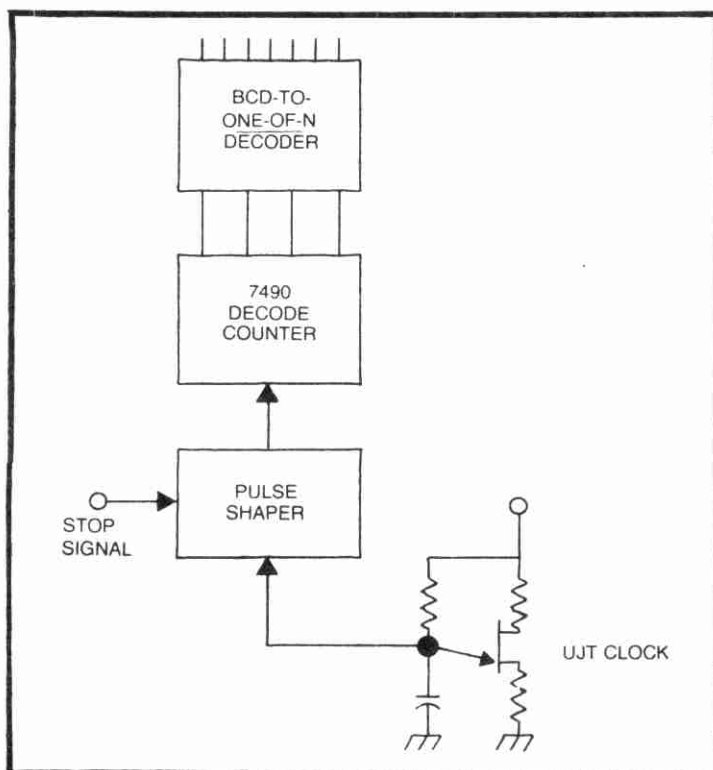 BCD-TO-
ONE-OF-N
DECODER
7490
DECODE
COUNTER
PULSE
SHAPER
STOP
SIGNAL
UJT CLOCK